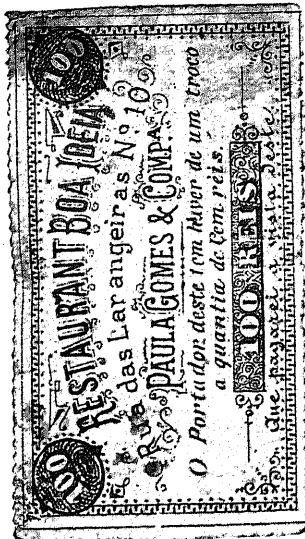 100 100
RESTAURANT BOA IDEIA
Rua das Larangeiras Nº 10
PAULA GOMES & COMPA.
O Portador deste tem haver de um troco
a quantia de Cem réis.
100 REIS
Que pagarei á vista deste.